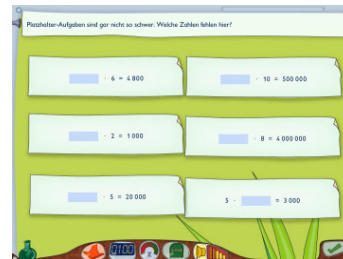 Platzhalter-Aufgaben sind gar nicht so schwer. Welche Zahlen fehlen hier?
· 6 = 4 800
· 10 = 500 000
· 2 = 1 000
· 8 = 4 000 000
· 5 = 20 000
5 · = 3 000